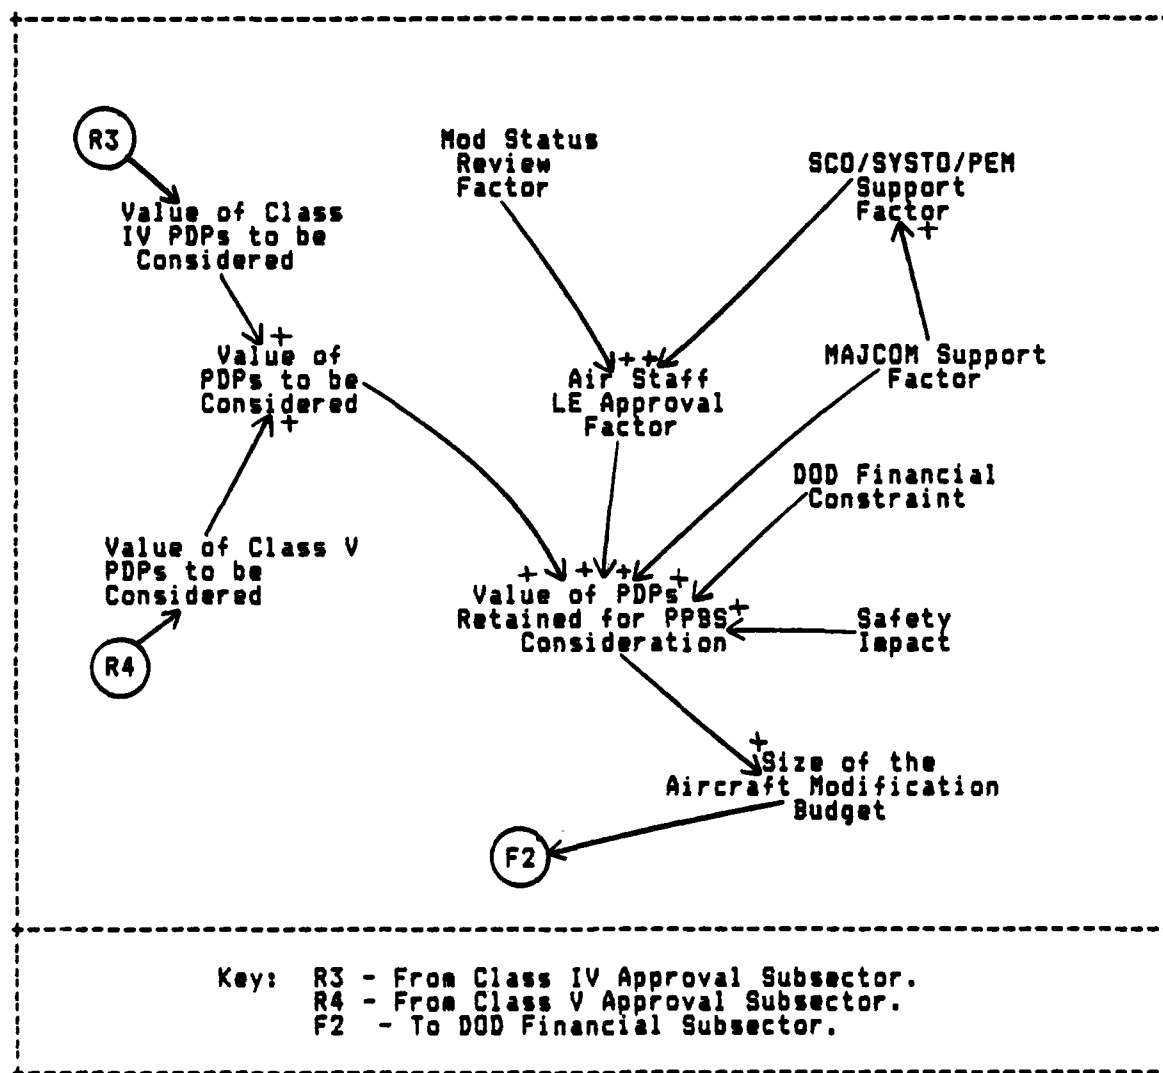 R3
Value of Class
IV PDPs to be
Considered
Mod Status
Review
Factor
SCO/SYSTO/PEM
Support
Factor
+
+
Value of
PDPs to be
Considered
+
+ +
Air Staff
LE Approval
Factor
MAJCOM Support
Factor
DOD Financial
Constraint
Value of Class V
PDPs to be
Considered
R4
+ + + +
Value of PDPs
Retained for PPBS +
Consideration
Safety
Impact
+
Size of the
Aircraft Modification
Budget
F2
Key: R3 - From Class IV Approval Subsector.
R4 - From Class V Approval Subsector.
F2 - To DOD Financial Subsector.